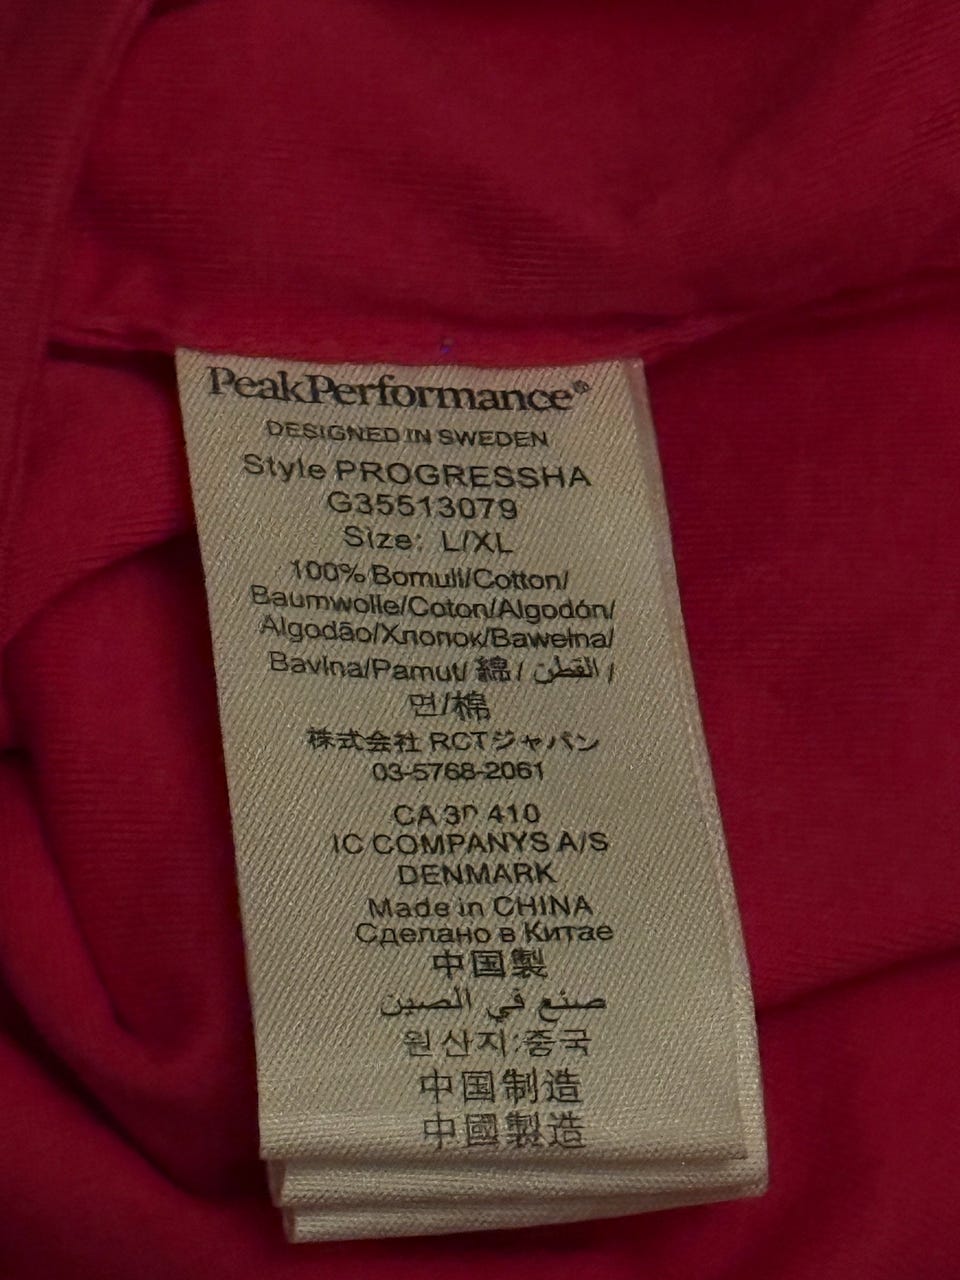 PeakPerformance®
DESIGNED IN SWEDEN
Style PROGRESSHA
G35513079
Size: L/XL
100% Bomull/Cotton/
Baumwolle/Coton/Algodón/
Algodão/Хлопок/Bawełna/
Bavlna/Pamut/ 綿 / القطن /
면/棉
株式会社 RCTジャパン
03-5768-2061
CA 410
IC COMPANYS A/S
DENMARK
Made in CHINA
Сделано в Китае
中国製
صنع في الصين
원산지:중국
中国制造
中國製造